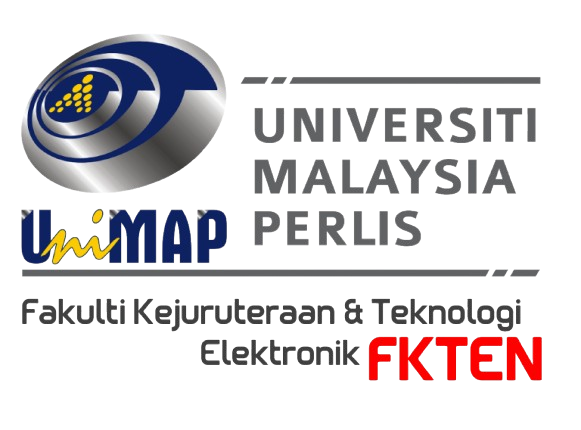 UNIVERSITI
MALAYSIA
PERLIS
UniMAP
Fakulti Kejuruteraan & Teknologi
Elektronik FKTEN